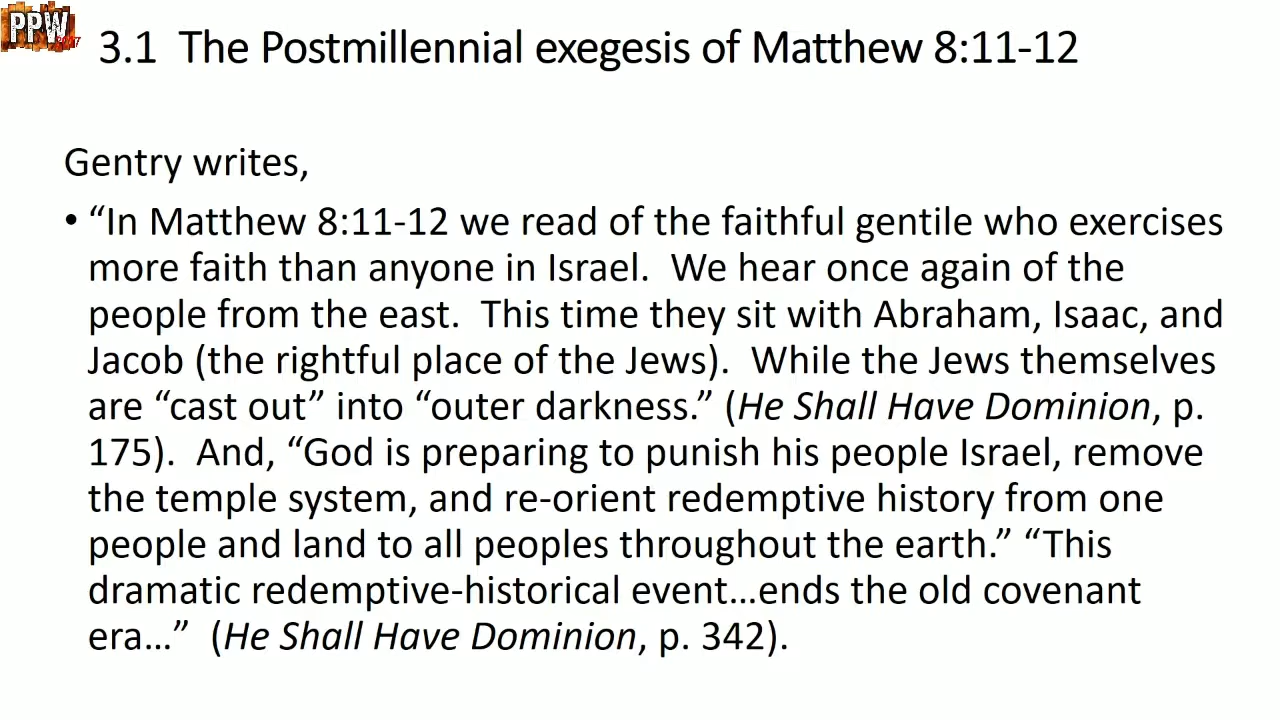 PPW
2017
3.1 The Postmillennial exegesis of Matthew 8:11-12
Gentry writes,
• “In Matthew 8:11-12 we read of the faithful gentile who exercises
more faith than anyone in Israel. We hear once again of the
people from the east. This time they sit with Abraham, Isaac, and
Jacob (the rightful place of the Jews). While the Jews themselves
are “cast out” into “outer darkness.” (He Shall Have Dominion, p.
175). And, “God is preparing to punish his people Israel, remove
the temple system, and re-orient redemptive history from one
people and land to all peoples throughout the earth.” “This
dramatic redemptive-historical event…ends the old covenant
era…” (He Shall Have Dominion, p. 342).